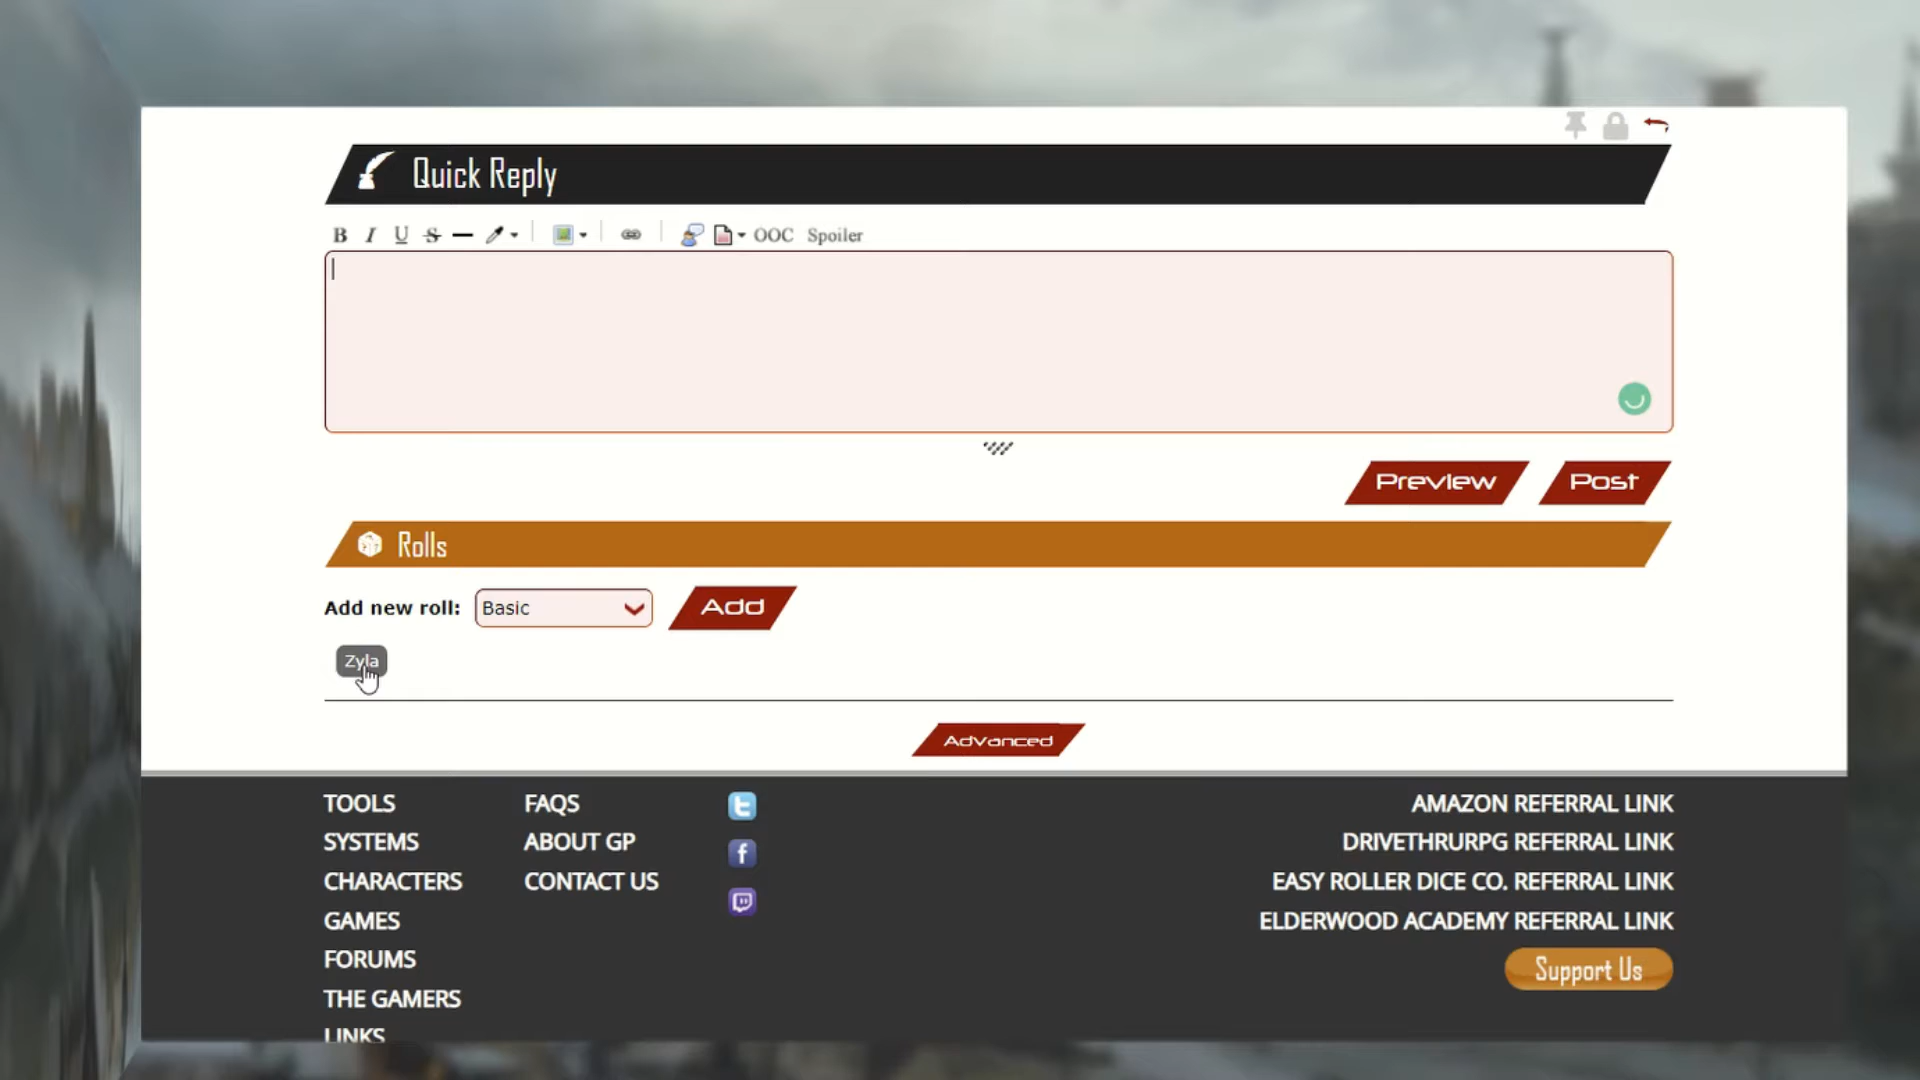 Quick Reply
B I U S OOC Spoiler
Preview Post
Rolls
Add new roll: Basic Add
Zyla
Advanced
TOOLS
SYSTEMS
CHARACTERS
GAMES
FORUMS
THE GAMERS
LINKS
FAQS
ABOUT GP
CONTACT US
AMAZON REFERRAL LINK
DRIVETHRURPG REFERRAL LINK
EASY ROLLER DICE CO. REFERRAL LINK
ELDERWOOD ACADEMY REFERRAL LINK
Support Us